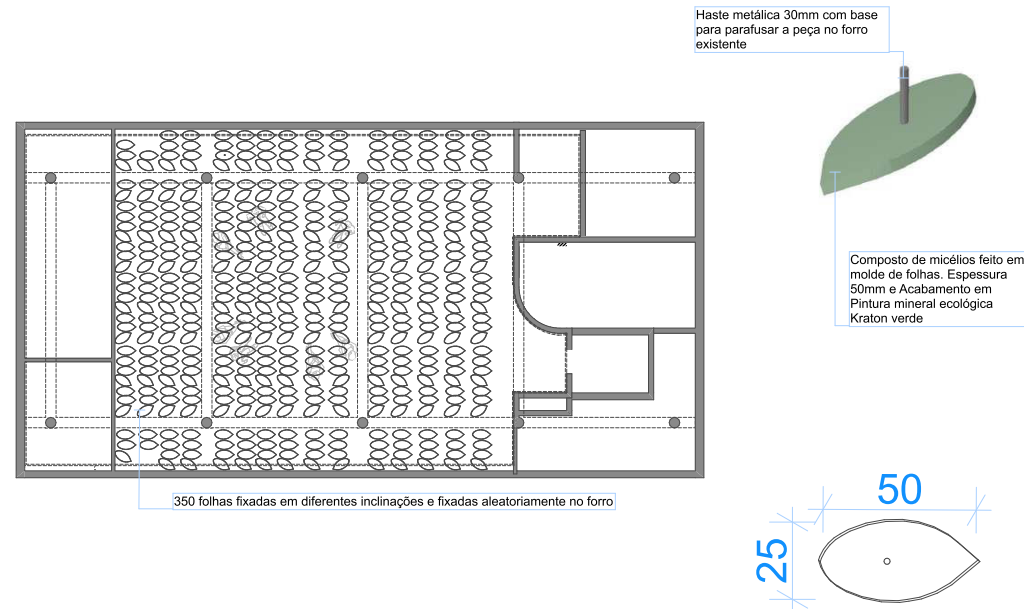 Haste metálica 30mm com base
para parafusar a peça no forro
existente
Composto de micélios feito em
molde de folhas. Espessura
50mm e Acabamento em
Pintura mineral ecológica
Kraton verde
350 folhas fixadas em diferentes inclinações e fixadas aleatoriamente no forro
50
25